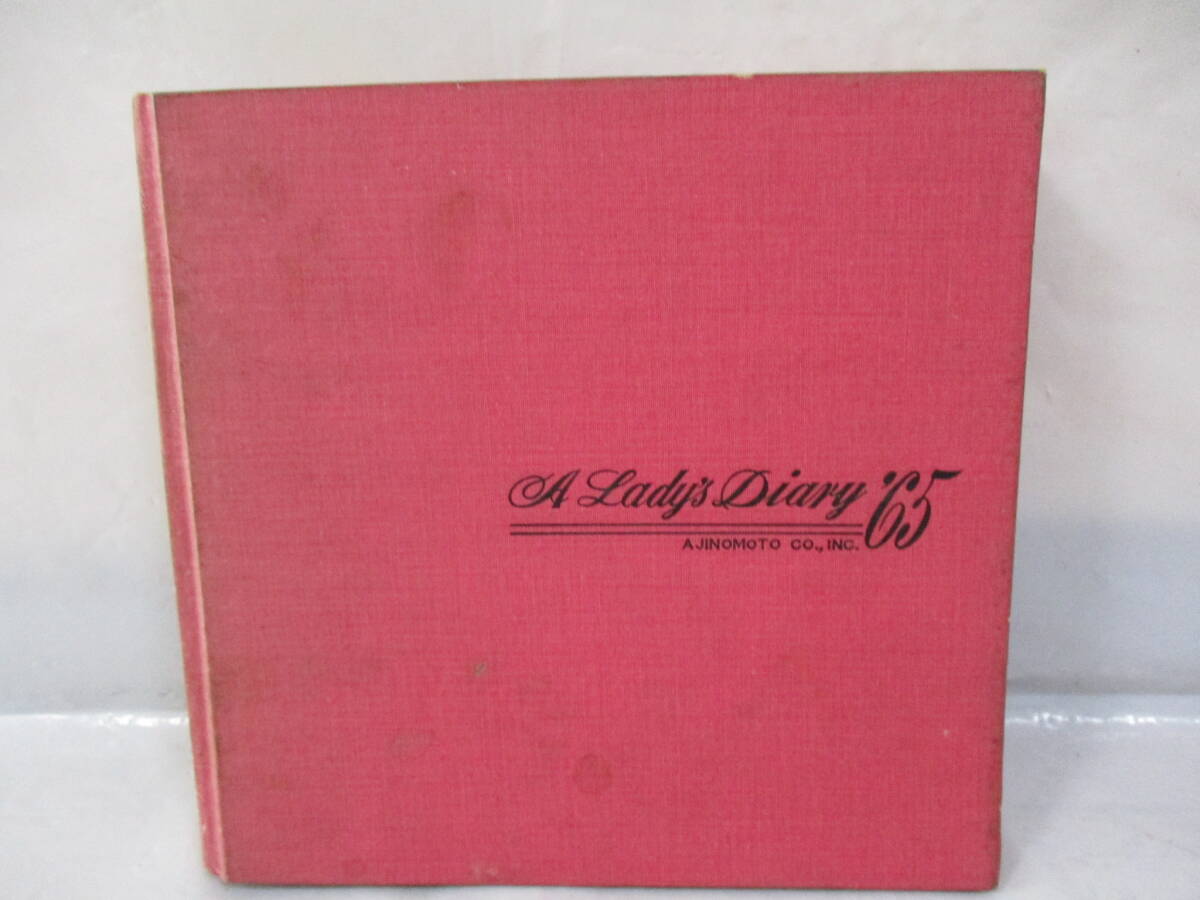 A Lady's Diary '65
AJINOMOTO CO., INC.